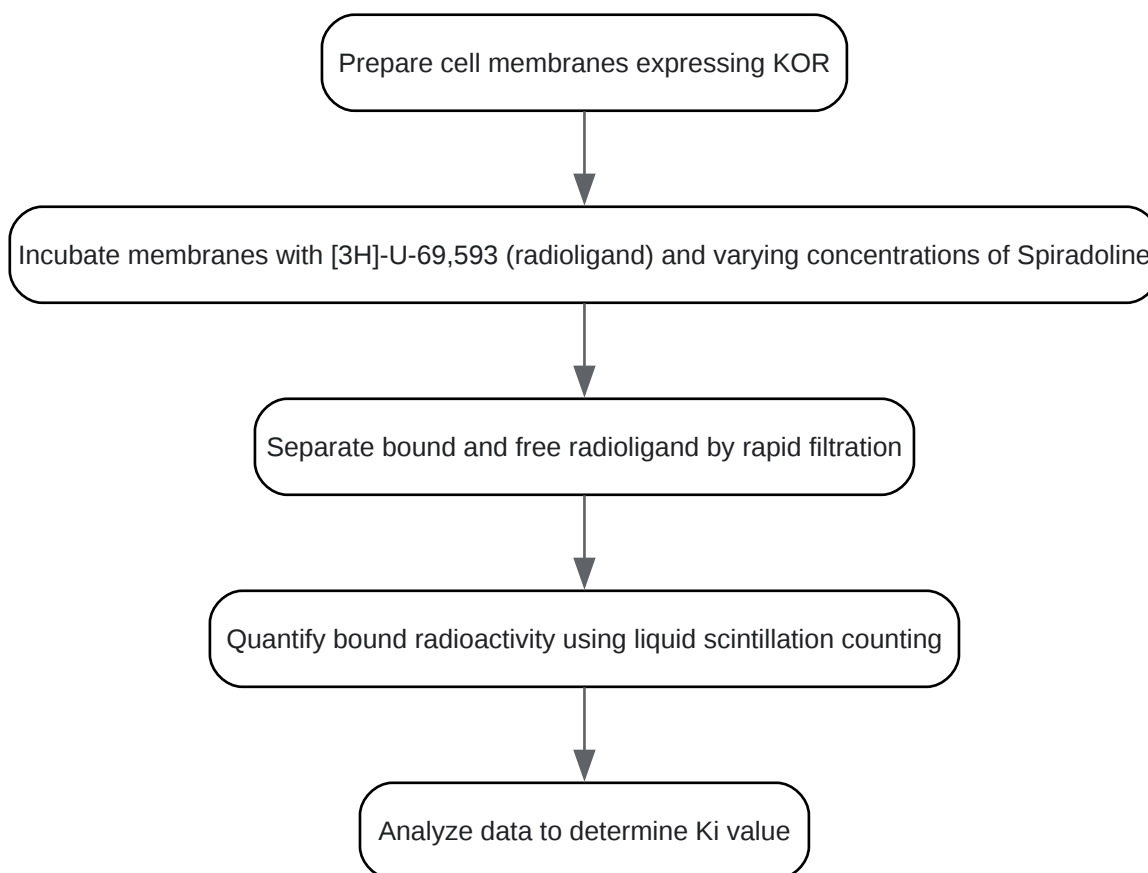 Prepare cell membranes expressing KOR
Incubate membranes with [3H]-U-69,593 (radioligand) and varying concentrations of Spiradoline
Separate bound and free radioligand by rapid filtration
Quantify bound radioactivity using liquid scintillation counting
Analyze data to determine Ki value